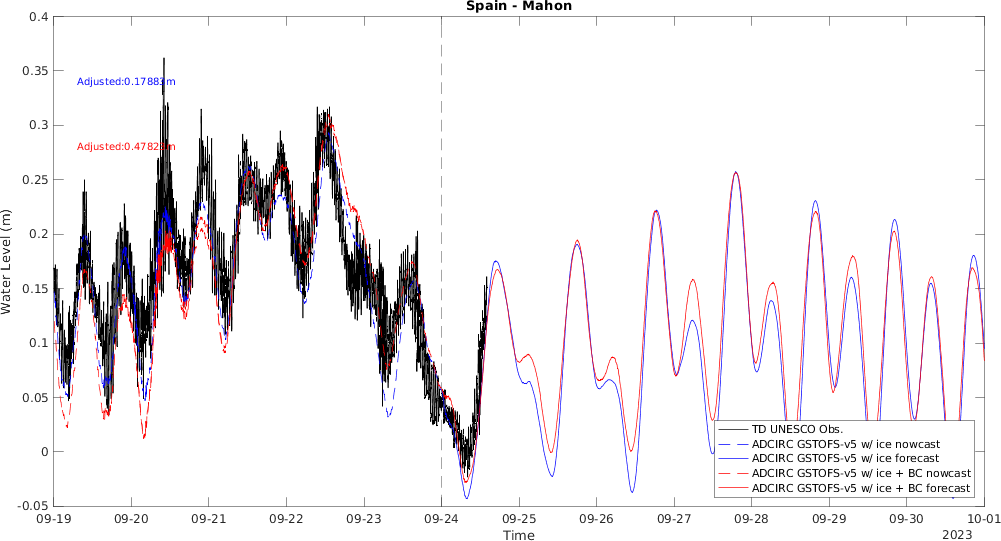 Spain - Mahon
Water Level (m)
0.4
0.35
0.3
0.25
0.2
0.15
0.1
0.05
0
-0.05
Adjusted:0.17883m
Adjusted:0.4782 m
TD UNESCO Obs.
ADCIRC GSTOFS-v5 w/ ice nowcast
ADCIRC GSTOFS-v5 w/ ice forecast
ADCIRC GSTOFS-v5 w/ ice + BC nowcast
ADCIRC GSTOFS-v5 w/ ice + BC forecast
09-19 09-20 09-21 09-22 09-23 09-24 09-25 09-26 09-27 09-28 09-29 09-30 10-01
Time
2023